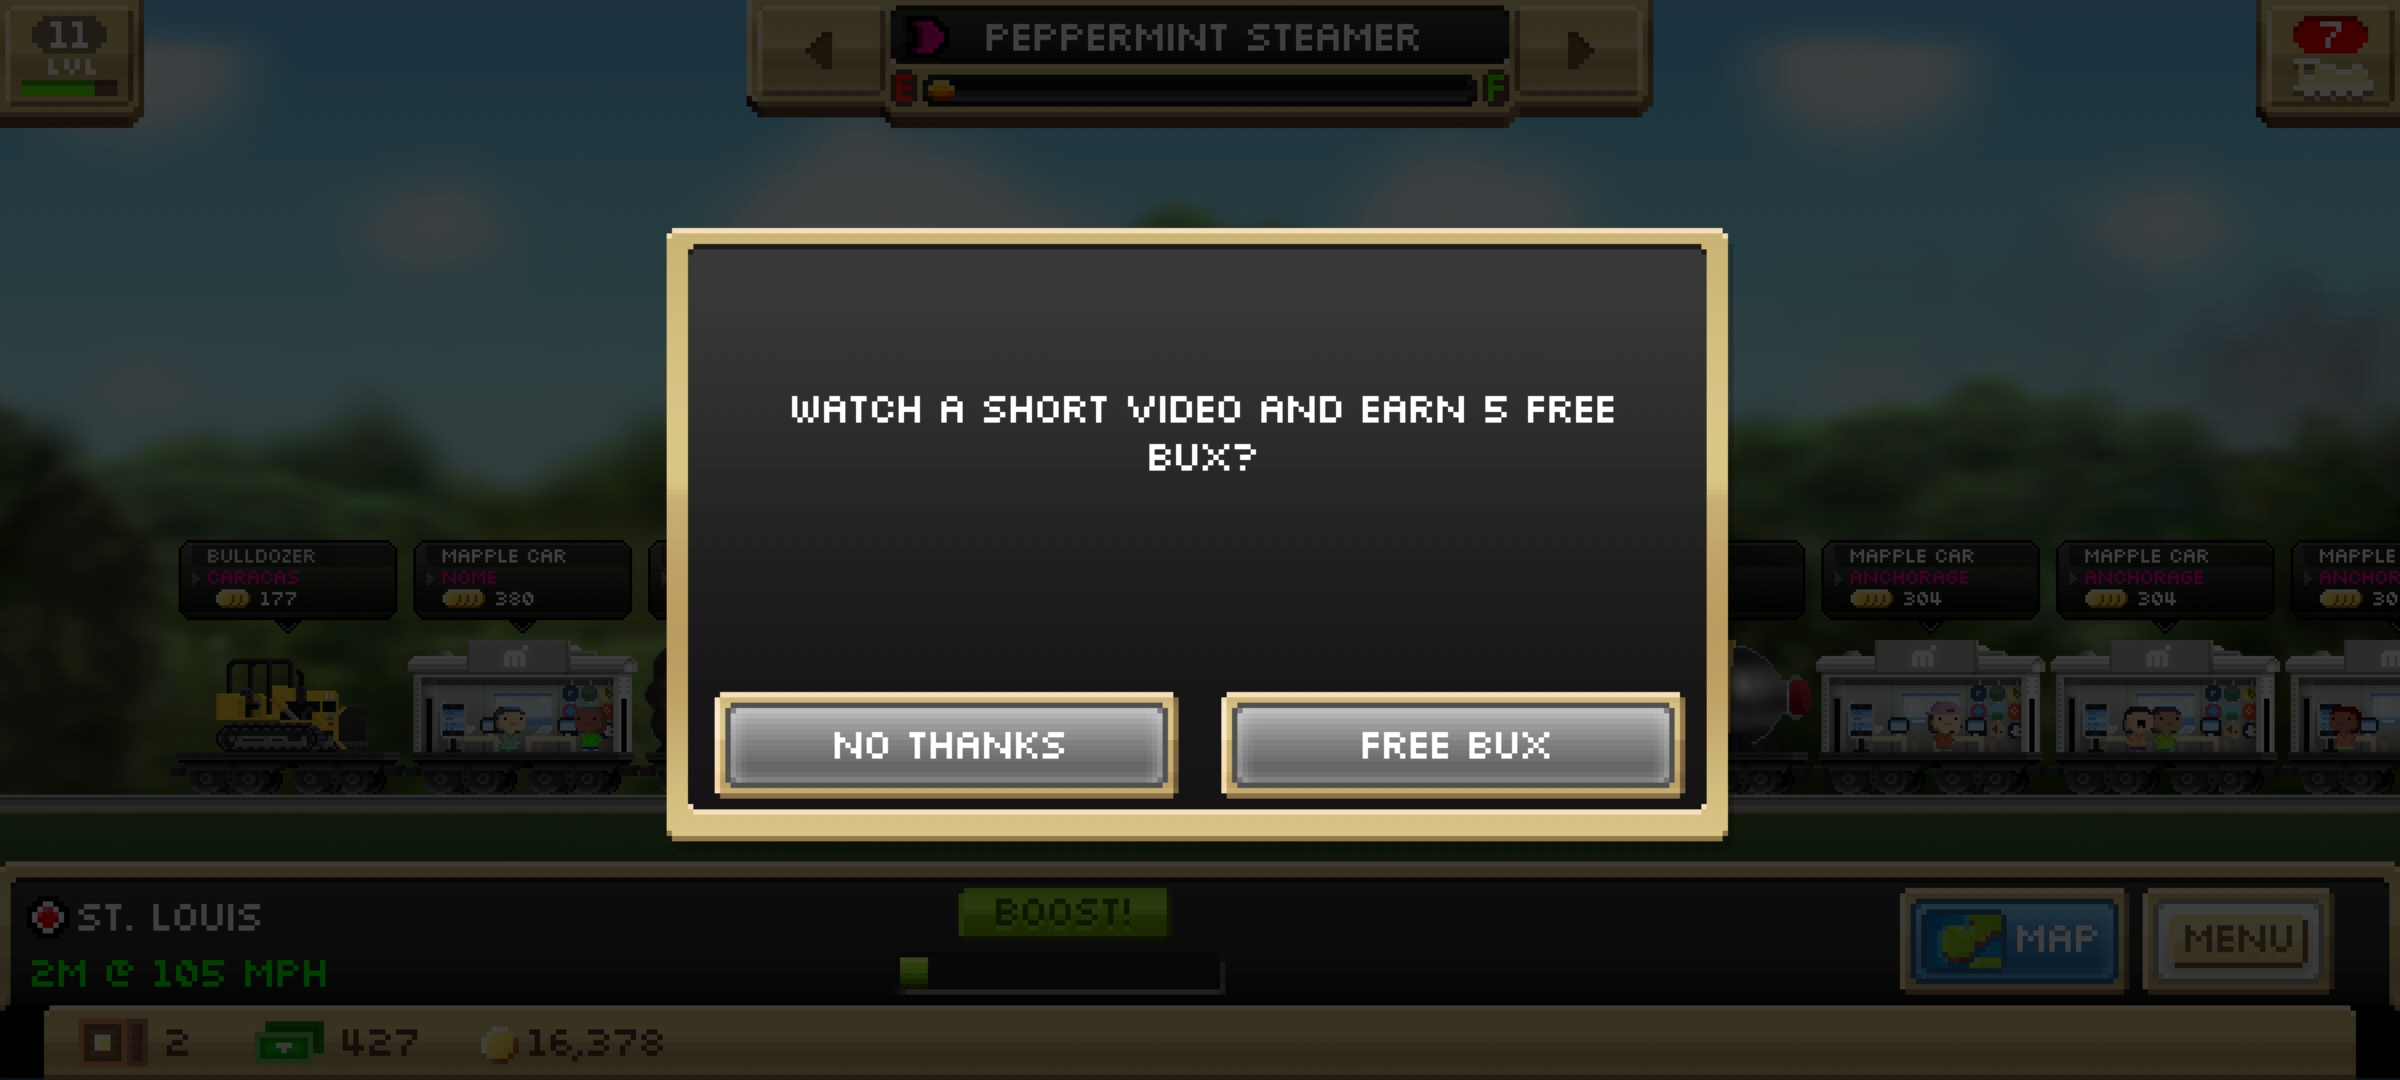 11
LVL
PEPPERMINT STEAMER
E
F
7
WATCH A SHORT VIDEO AND EARN 5 FREE
BUX?
NO THANKS
FREE BUX
BULLDOZER
CARACAS
177
MAPPLE CAR
NOME
380
MAPPLE CAR
ANCHORAGE
304
MAPPLE CAR
ANCHORAGE
304
MAPPLE
ANCHOR
30
m
m
m
ST. LOUIS
2M @ 105 MPH
BOOST!
MAP
MENU
2
427
16,378